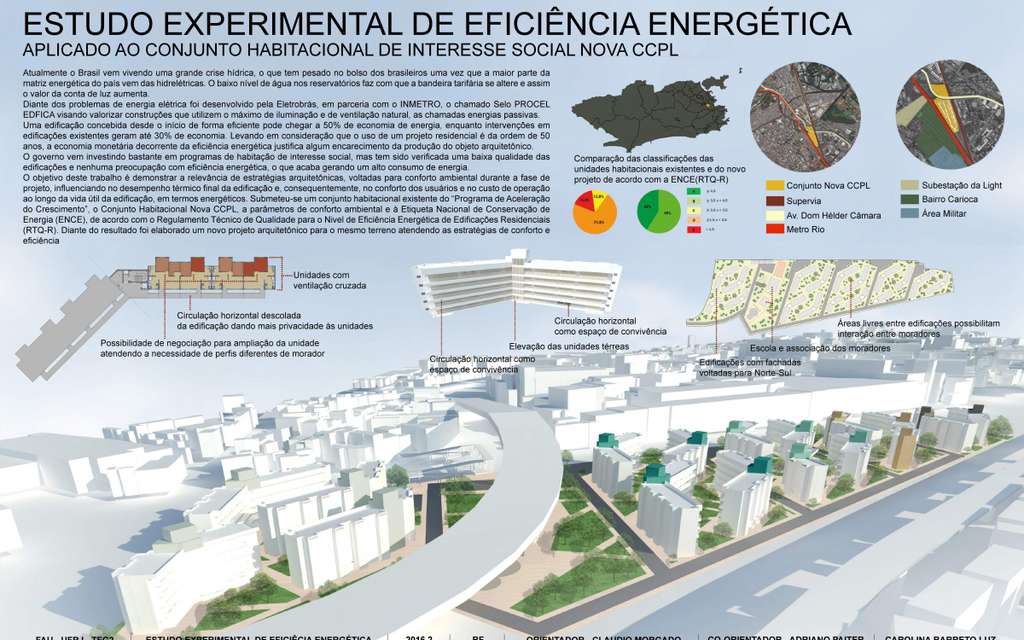 ESTUDO EXPERIMENTAL DE EFICIÊNCIA ENERGÉTICA
APLICADO AO CONJUNTO HABITACIONAL DE INTERESSE SOCIAL NOVA CCPL
Atualmente o Brasil vem vivendo uma grande crise hídrica, o que tem pesado no bolso dos brasileiros uma vez que a maior parte da
matriz energética do país vem das hidrelétricas. O baixo nível de água nos reservatórios faz com que a bandeira tarifária se altere e assim
o valor da conta de luz aumenta.
Diante dos problemas de energia elétrica foi desenvolvido pela Eletrobrás, em parceria com o INMETRO, o chamado Selo PROCEL
EDFICA visando valorizar construções que utilizem o máximo de iluminação e de ventilação natural, as chamadas energias passivas.
Uma edificação concebida desde o início de forma eficiente pode chegar a 50% de economia de energia, enquanto intervenções em
edificações existentes geram até 30% de economia. Levando em consideração que o uso de um projeto residencial é da ordem de 50
anos, a economia monetária decorrente da eficiência energética justifica algum encarecimento da produção do objeto arquitetônico.
O governo vem investindo bastante em programas de habitação de interesse social, mas tem sido verificada uma baixa qualidade das
edificações e nenhuma preocupação com eficiência energética, o que acaba gerando um alto consumo de energia.
O objetivo deste trabalho é demonstrar a relevância de estratégias arquitetônicas, voltadas para conforto ambiental durante a fase de
projeto, influenciando no desempenho térmico final da edificação e, consequentemente, no conforto dos usuários e no custo de operação
ao longo da vida útil da edificação, em termos energéticos. Submeteu-se um conjunto habitacional existente do "Programa de Aceleração
do Crescimento", o Conjunto Habitacional Nova CCPL, a parâmetros de conforto ambiental e à Etiqueta Nacional de Conservação de
Energia (ENCE), de acordo com o Regulamento Técnico de Qualidade para o Nível de Eficiência Energética de Edificações Residenciais
(RTQ-R). Diante do resultado foi elaborado um novo projeto arquitetônico para o mesmo terreno atendendo as estratégias de conforto e
eficiência
Comparação das classificações das
unidades habitacionais existentes e do novo
projeto de acordo com a ENCE(RTQ-R)
Conjunto Nova CCPL
Supervia
Av. Dom Hélder Câmara
Metro Rio
Subestação da Light
Bairro Carioca
Área Militar
Unidades com
ventilação cruzada
Circulação horizontal descolada
da edificação dando mais privacidade às unidades
Possibilidade de negociação para ampliação da unidade
atendendo a necessidade de perfis diferentes de morador
Circulação horizontal
como espaço de convivência
Elevação das unidades térreas
Circulação horizontal como
espaço de convivência
Áreas livres entre edificações possibilitam
interação entre moradores
Escola e associação dos moradores
Edificações com fachadas
voltadas para Norte-Sul
FAU - UFRJ - TFG2 | ESTUDO EXPERIMENTAL DE EFICIÊCIA ENERGÉTICA | 2016.2 | RF | ORIENTADOR - CLAUDIO MORGADO | CO-ORIENTADOR - ADRIANO PAITER | CAROLINA BARRETO LUZ